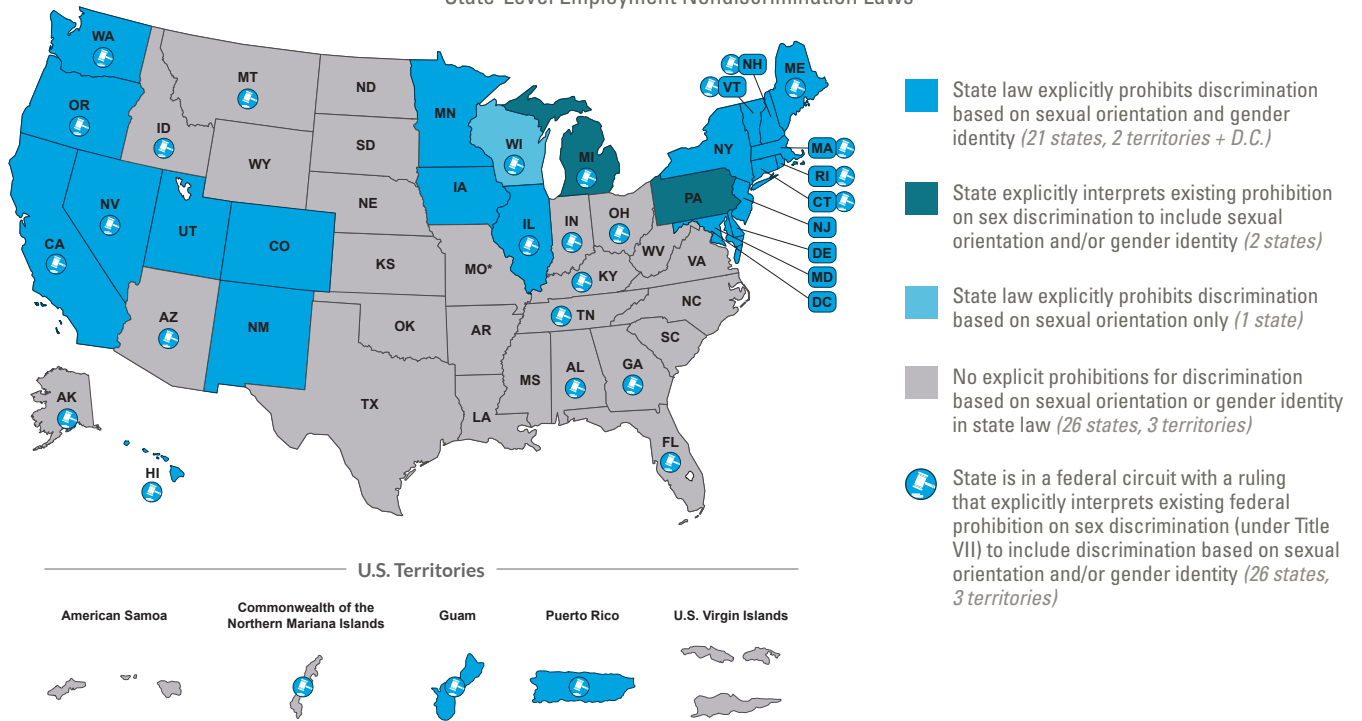 State-Level Employment Nondiscrimination Laws
WA
OR
CA
NV
ID
MT
WY
UT
CO
AZ
NM
ND
SD
NE
KS
OK
TX
MN
IA
MO*
AR
LA
WI
IL
MI
IN
OH
KY
TN
MS
AL
GA
FL
SC
NC
VA
WV
PA
NY
VT
NH
ME
MA
RI
CT
NJ
DE
MD
DC
AK
HI
State law explicitly prohibits discrimination
based on sexual orientation and gender
identity (21 states, 2 territories + D.C.)
State explicitly interprets existing prohibition
on sex discrimination to include sexual
orientation and/or gender identity (2 states)
State law explicitly prohibits discrimination
based on sexual orientation only (1 state)
No explicit prohibitions for discrimination
based on sexual orientation or gender identity
in state law (26 states, 3 territories)
State is in a federal circuit with a ruling
that explicitly interprets existing federal
prohibition on sex discrimination (under Title
VII) to include discrimination based on sexual
orientation and/or gender identity (26 states,
3 territories)
U.S. Territories
American Samoa
Commonwealth of the
Northern Mariana Islands
Guam
Puerto Rico
U.S. Virgin Islands